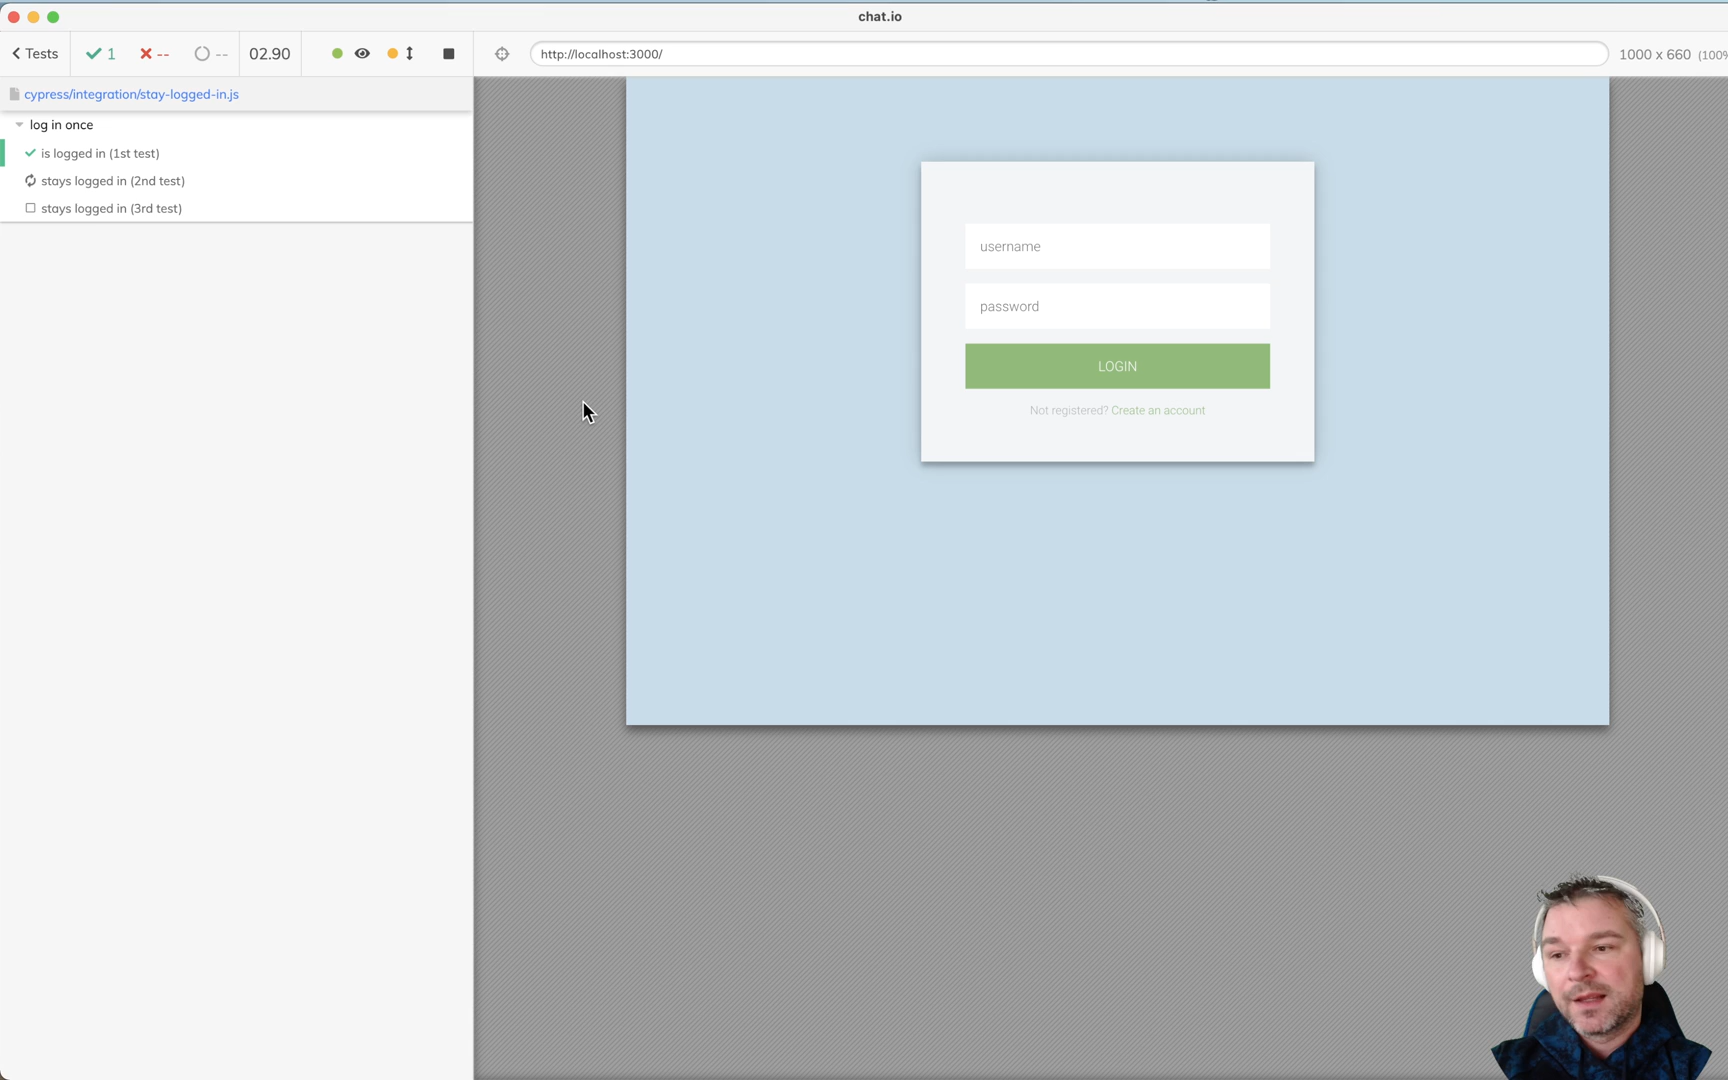 chat.io
Tests
1
--
--
02.90
http://localhost:3000/
1000 x 660 (100%
cypress/integration/stay-logged-in.js
log in once
is logged in (1st test)
stays logged in (2nd test)
stays logged in (3rd test)
username
password
LOGIN
Not registered? Create an account